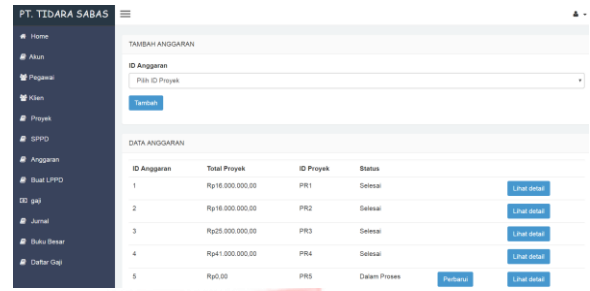 PT. TIDARA SABAS
Home
Akun
Pegawai
Klien
Proyek
SPPD
Anggaran
Buat LPPD
gaji
Jurnal
Buku Besar
Daftar Gaji
TAMBAH ANGGARAN
ID Anggaran
Pilih ID Proyek
Tambah
DATA ANGGARAN
ID Anggaran Total Proyek ID Proyek Status
1 Rp16.000.000,00 PR1 Selesai Lihat detail
2 Rp16.000.000,00 PR2 Selesai Lihat detail
3 Rp25.000.000,00 PR3 Selesai Lihat detail
4 Rp41.000.000,00 PR4 Selesai Lihat detail
5 Rp0,00 PR5 Dalam Proses Perbarui Lihat detail